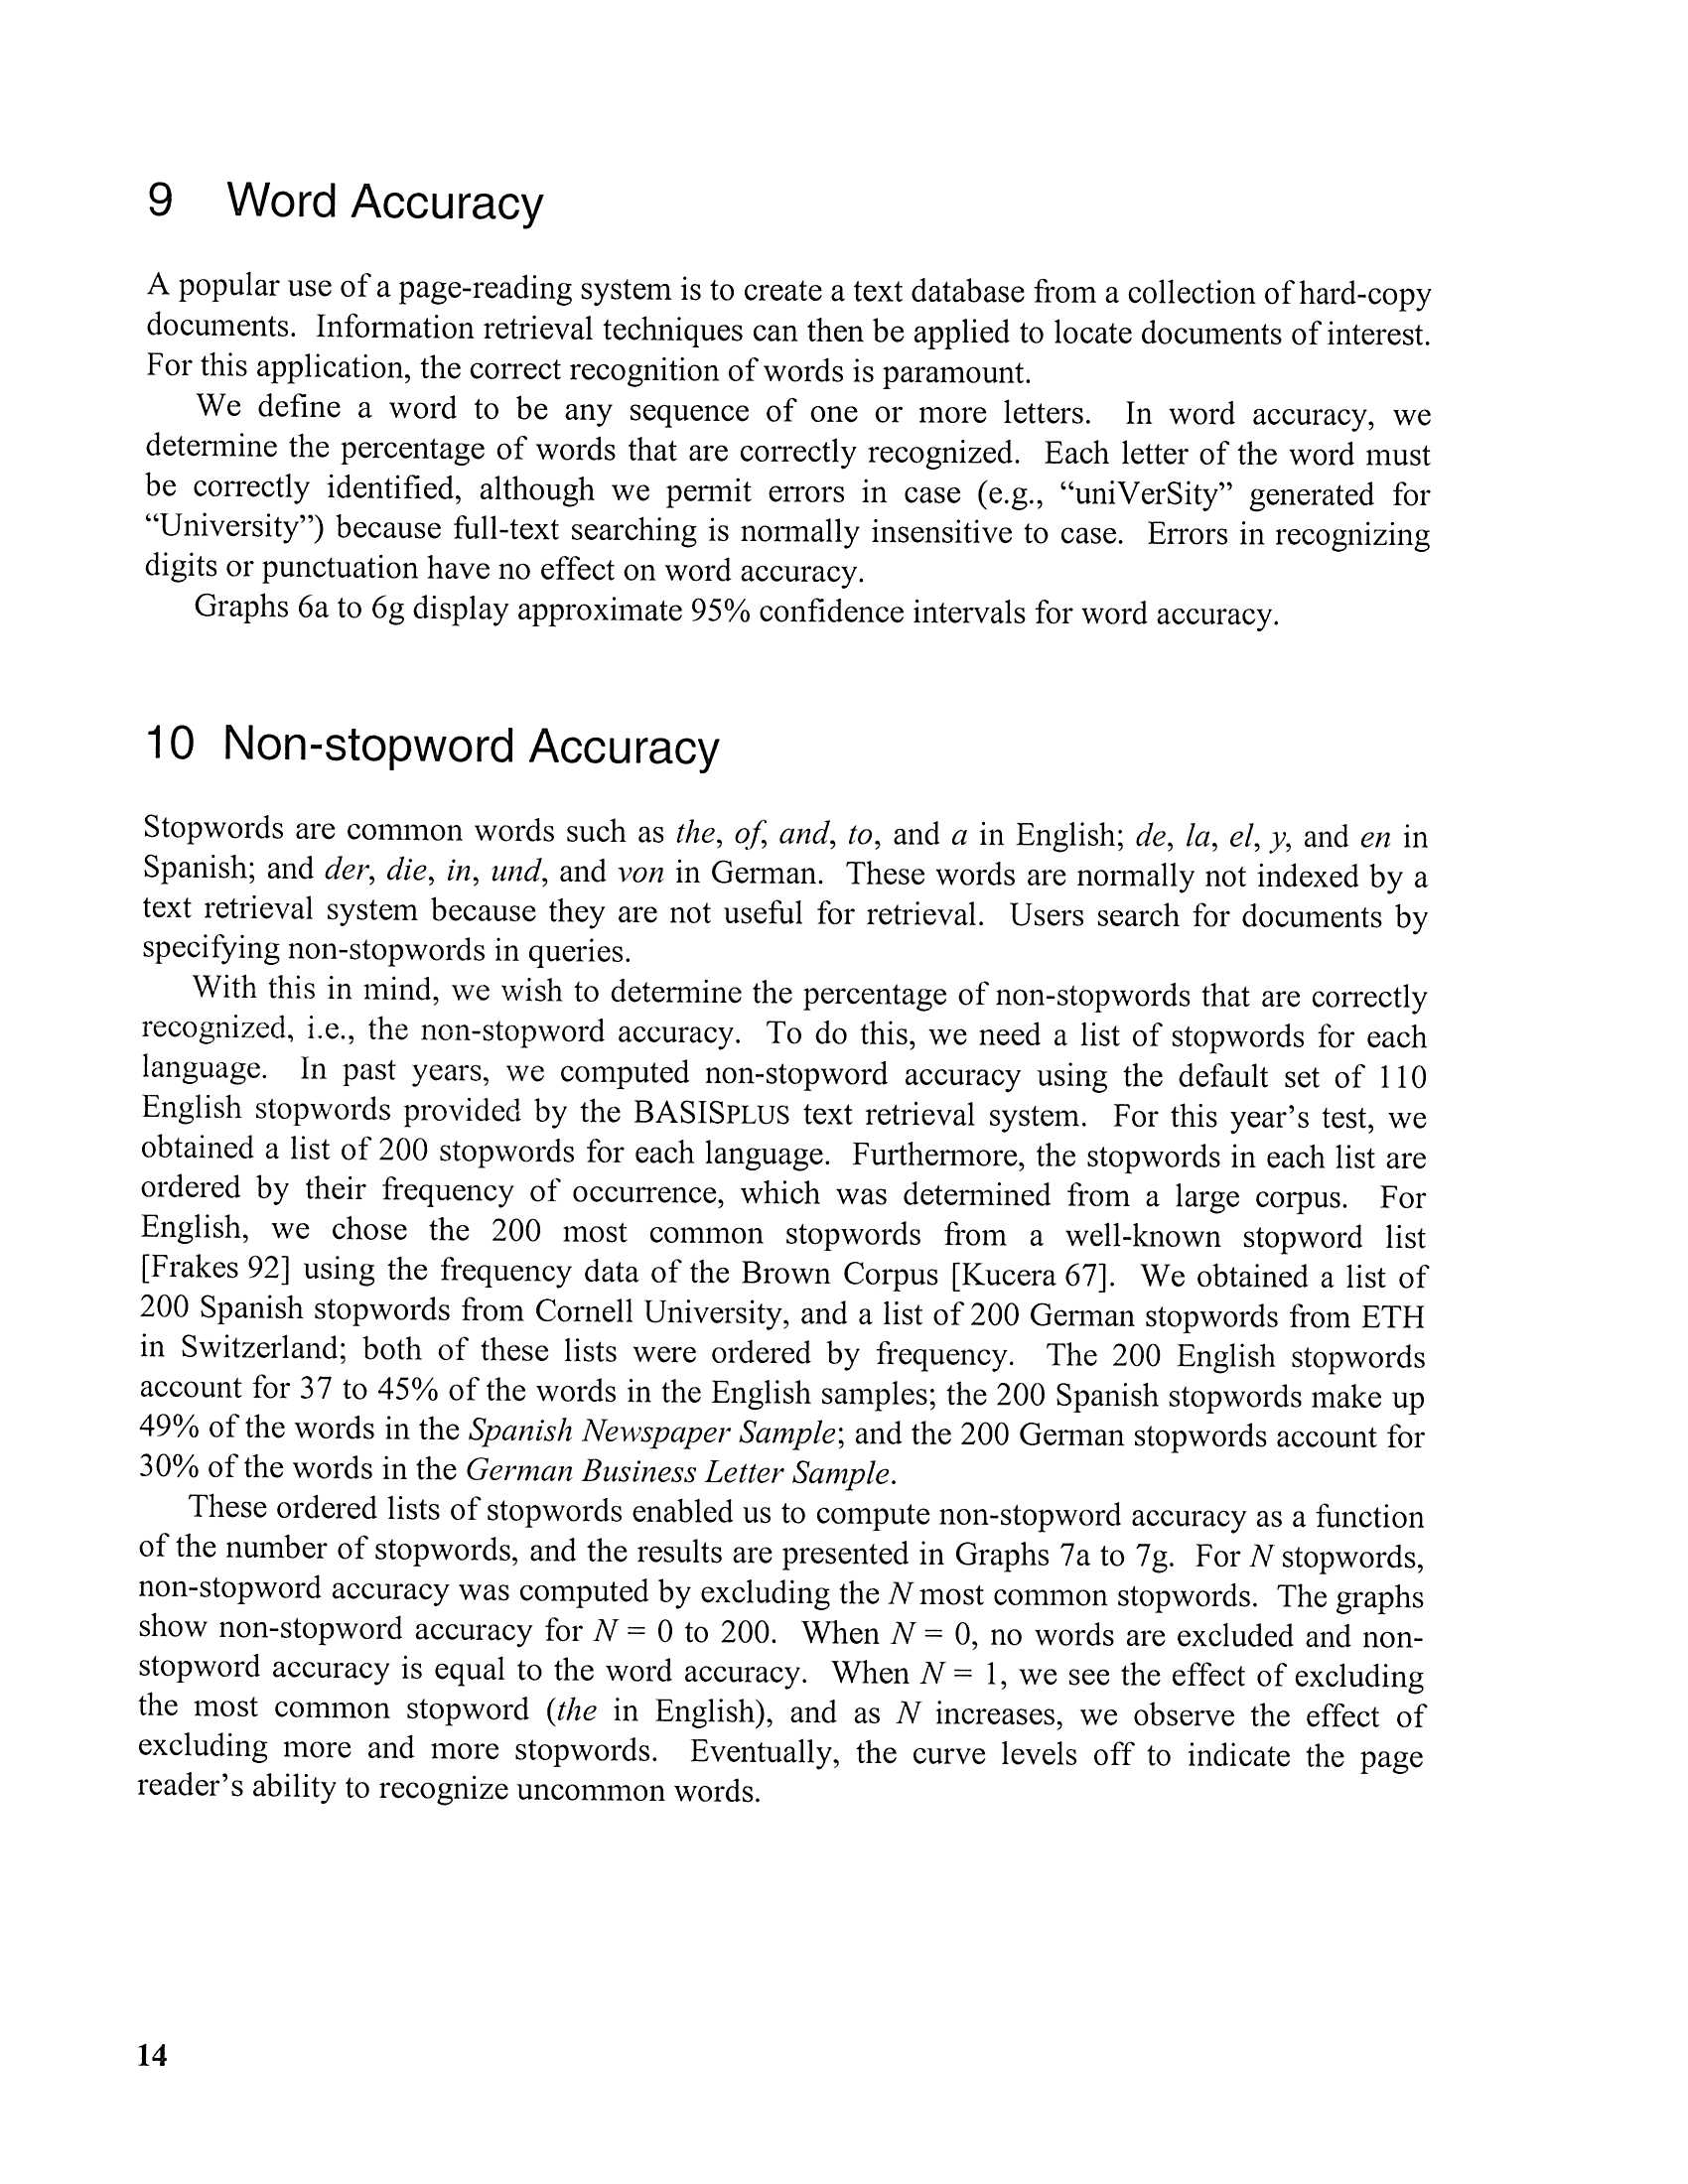 9 Word Accuracy
A popular use of a page-reading system is to create a text database from a collection of hard-copy
documents. Information retrieval techniques can then be applied to locate documents of interest.
For this application, the correct recognition of words is paramount.
We define a word to be any sequence of one or more letters. In word accuracy, we
determine the percentage of words that are correctly recognized. Each letter of the word must
be correctly identified, although we permit errors in case (e.g., “uniVerSity” generated for
“University”) because full-text searching is normally insensitive to case. Errors in recognizing
digits or punctuation have no effect on word accuracy.
Graphs 6a to 6g display approximate 95% confidence intervals for word accuracy.
10 Non-stopword Accuracy
Stopwords are common words such as the, of, and, to, and a in English; de, la, el, y, and en in
Spanish; and der, die, in, und, and von in German. These words are normally not indexed by a
text retrieval system because they are not useful for retrieval. Users search for documents by
specifying non-stopwords in queries.
With this in mind, we wish to determine the percentage of non-stopwords that are correctly
recognized, i.e., the non-stopword accuracy. To do this, we need a list of stopwords for each
language. In past years, we computed non-stopword accuracy using the default set of 110
English stopwords provided by the BASISPLUS text retrieval system. For this year’s test, we
obtained a list of 200 stopwords for each language. Furthermore, the stopwords in each list are
ordered by their frequency of occurrence, which was determined from a large corpus. For
English, we chose the 200 most common stopwords from a well-known stopword list
[Frakes 92] using the frequency data of the Brown Corpus [Kucera 67]. We obtained a list of
200 Spanish stopwords from Cornell University, and a list of 200 German stopwords from ETH
in Switzerland; both of these lists were ordered by frequency. The 200 English stopwords
account for 37 to 45% of the words in the English samples; the 200 Spanish stopwords make up
49% of the words in the Spanish Newspaper Sample; and the 200 German stopwords account for
30% of the words in the German Business Letter Sample.
These ordered lists of stopwords enabled us to compute non-stopword accuracy as a function
of the number of stopwords, and the results are presented in Graphs 7a to 7g. For N stopwords,
non-stopword accuracy was computed by excluding the N most common stopwords. The graphs
show non-stopword accuracy for N = 0 to 200. When N = 0, no words are excluded and non-
stopword accuracy is equal to the word accuracy. When N = 1, we see the effect of excluding
the most common stopword (the in English), and as N increases, we observe the effect of
excluding more and more stopwords. Eventually, the curve levels off to indicate the page
reader’s ability to recognize uncommon words.
14